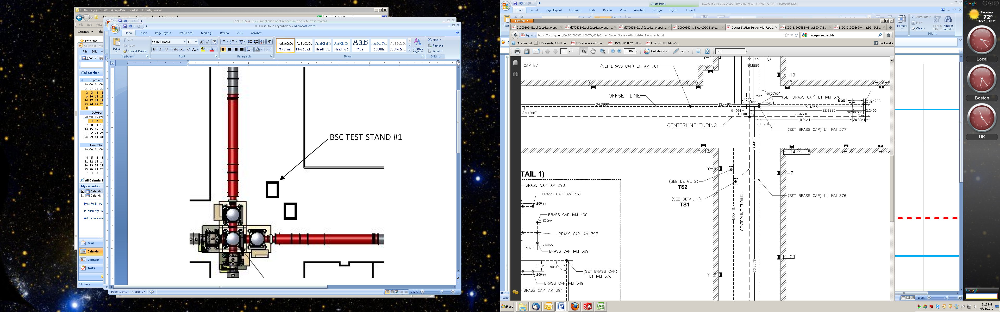 C:\Users\ejames\Desktop\Documents\Inital Alignment
Organize
Favorites
File Edit V
New
Calendar
September
Su Mo Tu We
26 27 28 29
2 3 4 5
9 10 11 12
16 17 18 19
23 24 25 26
30
October
Su Mo Tu We
1 2 3
7 8 9 10
14 15 16 17
21 22 23 24
28 29 30 31
November
Su Mo Tu We
4 5 6 7
11 12 13 14
18 19 20 21
25 26 27 28
2 3 4 5
All Calendar I
My Calendars
Calendar
Calendar
How to Share
Publish My Ca
Add New Grou
Mail
Calendar
Contacts
Tasks
53 Items
E1200392-v4 LBSC2 initial alignment procedure.docx - Microsoft Word
LLO Test Stand Layout.docx - Microsoft Word
Home Insert Page Layout References Mailings Review View Acrobat
Paste
Cut
Copy
Format Painter
Clipboard
Calibri (Body) 11
Font
Paragraph
AaBbCcDc
¶ Normal
AaBbCcDc
¶ No Spaci...
AaBbCc
Heading 1
AaBbCc
Heading 2
AaB
Title
AaBbCc
Subtitle
AaBbCcDc
Subtle Em...
Change Styles
Styles
Find
Replace
Select
Editing
BSC TEST STAND #1
Page: 1 of 1 Words: 27
242%
Chart Tools
D1200869-v4 aLIGO LLO Monuments.xlsm [Read-Only] - Microsoft Excel
Home Insert Page Layout Formulas Data Review View Acrobat Design Layout Format
Firefox
D1000392--E.pdf (application/p...
d070435-G.pdf (application/pdf ...
d070435-G.pdf (application/pdf ...
D0900360-v13 AdvLIGO Syste...
Corner Station Survey with Upd...
LIGO-E1200556-v5: aLIGO IAS ...
LIGO-D1200869-v4: aLIGO IAS ...
ligo.org https://dcc.ligo.org/DocDB/0059/E1100374/004/Corner Station Survey with Updated Monuments.pdf
morgan automobile
Most Visited LIGO Roster/Staff Dir... LIGO Document Contr... LIGO-E1200026-x0: a... LIGO-G1000061-v25:...
Bookmarks
1 / 1
100%
Collaborate
Sign
Find
CAP 87
(SET BRASS CAP) L1 IAM 381
Y-14
Y-9
Y-11
Y-10
22.6920
20.1220
Y-19
Y-8
Y-19-A
OFFSET LINE
34.3998
13.4490
90°00'00"
1.4045
3.8310
90°00'00"
(SET BRASS CAP) L1 IAM 378
2.1614
0.4086
20.4255
0.4004
22.6920
2.2455
3.8310
20.1220
90°00'00"
18.2641
20.8341
1.9731
CENTERLINE TUBING
(SET BRASS CAP) L1 IAM 377
14.4495
Y-13
Y-14/Y-15
Y-16
Y-17
TAIL 1)
Y-6
Y-7
(SEE DETAIL 2)
TS2
(SEE DETAIL 1)
TS1
BASELINE
CENTERLINE TUBING
(SET BRASS CAP) L1 IAM 376
BRASS CAP IAM 398
BRASS CAP IAM 333
200mm
BRASS CAP IAM 400
200mm
BRASS CAP IAM 397
200mm
2.8720
BRASS CAP IAM 389
2.1340
90°00'00"
200mm
(SET BRASS CAP)
L1 IAM 376
BRASS CAP IAM 349
BRASS CAP IAM 391
Y-01
33.3578
Y-5
Format
AutoSum
Fill
Clear
Sort & Filter
Find & Select
Editing
Ready
180%
Google
Pasadena
72°
H77° | L57°
Local
Boston
UK
Google
Start
3:23 PM
6/15/2012